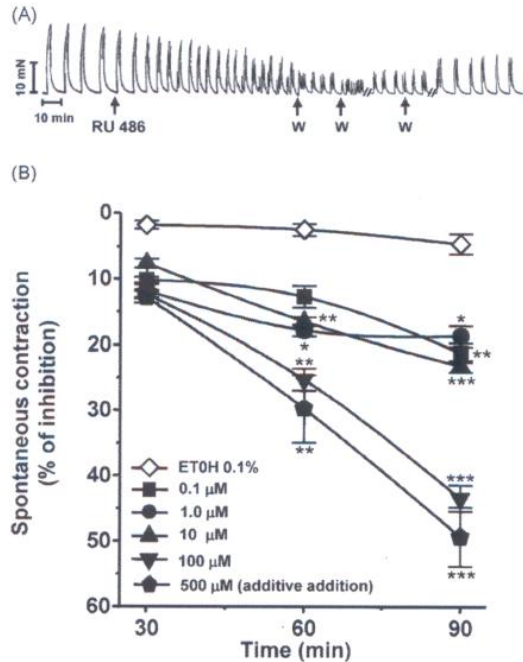 (A)
10 mN
10 min
RU 486
w
w
w
(B)
Spontaneous contraction
(% of inhibition)
0
10
20
30
40
50
60
**
*
**
**
*
**
***
***
***
ET0H 0.1%
0.1 µM
1.0 µM
10 µM
100 µM
500 µM (additive addition)
30
60
90
Time (min)